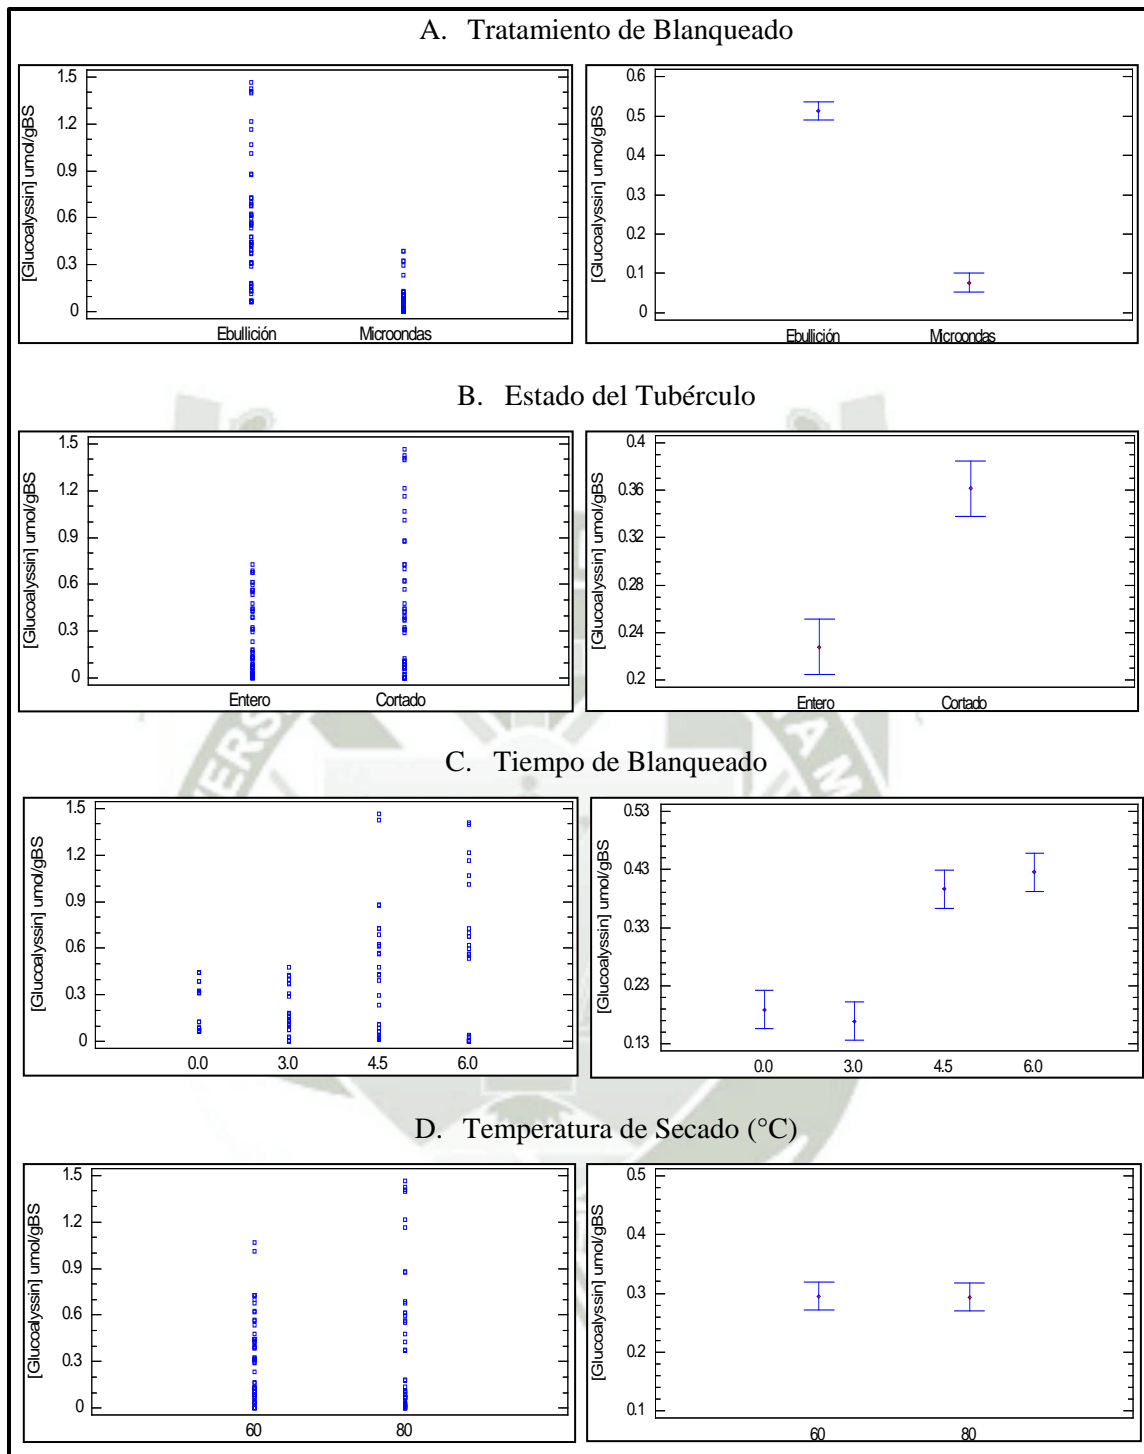 A. Tratamiento de Blanqueado
[Glucoalyssin] umol/gBS
1.5
1.2
0.9
0.6
0.3
0
Ebullición Microondas
[Glucoalyssin] umol/gBS
0.6
0.5
0.4
0.3
0.2
0.1
0
Ebullición Microondas
B. Estado del Tubérculo
[Glucoalyssin] umol/gBS
1.5
1.2
0.9
0.6
0.3
0
Entero Cortado
[Glucoalyssin] umol/gBS
0.4
0.36
0.32
0.28
0.24
0.2
Entero Cortado
C. Tiempo de Blanqueado
[Glucoalyssin] umol/gBS
1.5
1.2
0.9
0.6
0.3
0
0.0 3.0 4.5 6.0
[Glucoalyssin] umol/gBS
0.53
0.43
0.33
0.23
0.13
0.0 3.0 4.5 6.0
D. Temperatura de Secado (°C)
[Glucoalyssin] umol/gBS
1.5
1.2
0.9
0.6
0.3
0
60 80
[Glucoalyssin] umol/gBS
0.5
0.4
0.3
0.2
0.1
60 80